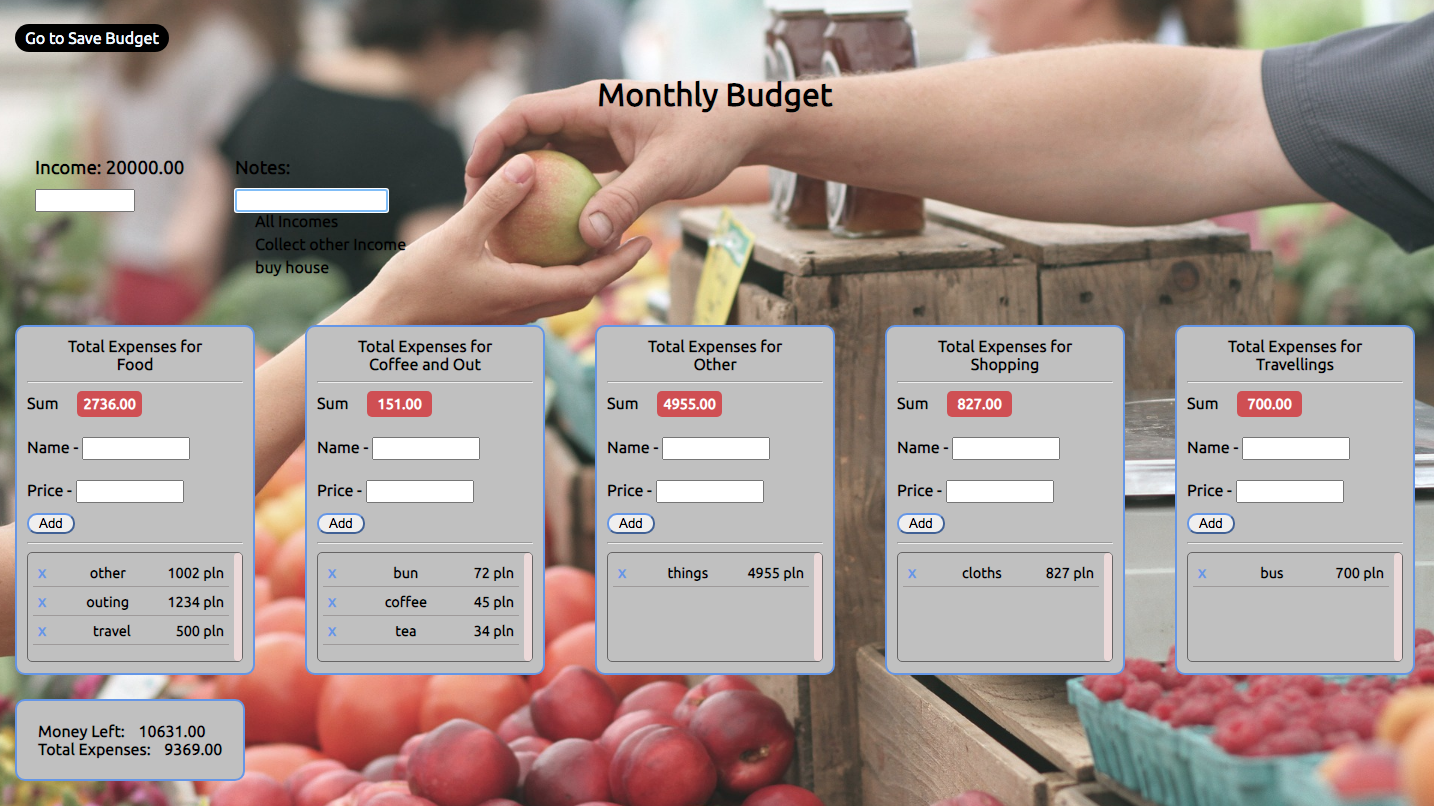 Go to Save Budget
Monthly Budget
Income: 20000.00
Notes:
All Incomes
Collect other Income
buy house
Total Expenses for
Food
Sum 2736.00
Name -
Price -
Add
x other 1002 pln
x outing 1234 pln
x travel 500 pln
Total Expenses for
Coffee and Out
Sum 151.00
Name -
Price -
Add
x bun 72 pln
x coffee 45 pln
x tea 34 pln
Total Expenses for
Other
Sum 4955.00
Name -
Price -
Add
x things 4955 pln
Total Expenses for
Shopping
Sum 827.00
Name -
Price -
Add
x cloths 827 pln
Total Expenses for
Travellings
Sum 700.00
Name -
Price -
Add
x bus 700 pln
Money Left: 10631.00
Total Expenses: 9369.00